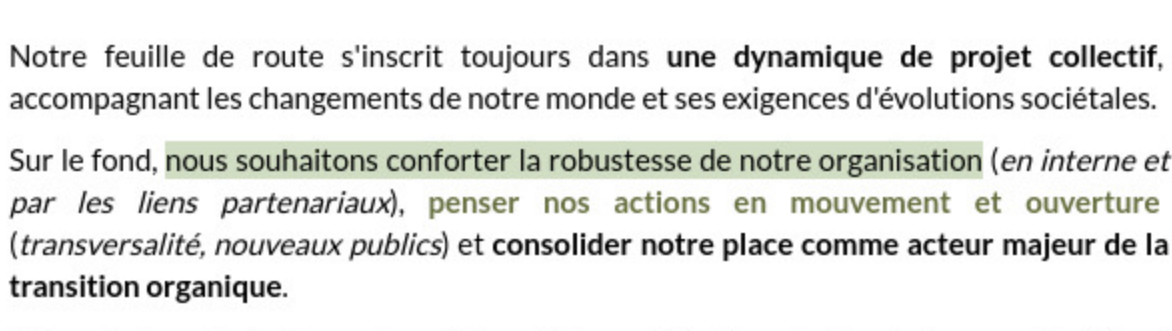 Notre feuille de route s'inscrit toujours dans une dynamique de projet collectif,
accompagnant les changements de notre monde et ses exigences d'évolutions sociétales.
Sur le fond, nous souhaitons conforter la robustesse de notre organisation (en interne et
par les liens partenariaux), penser nos actions en mouvement et ouverture
(transversalité, nouveaux publics) et consolider notre place comme acteur majeur de la
transition organique.